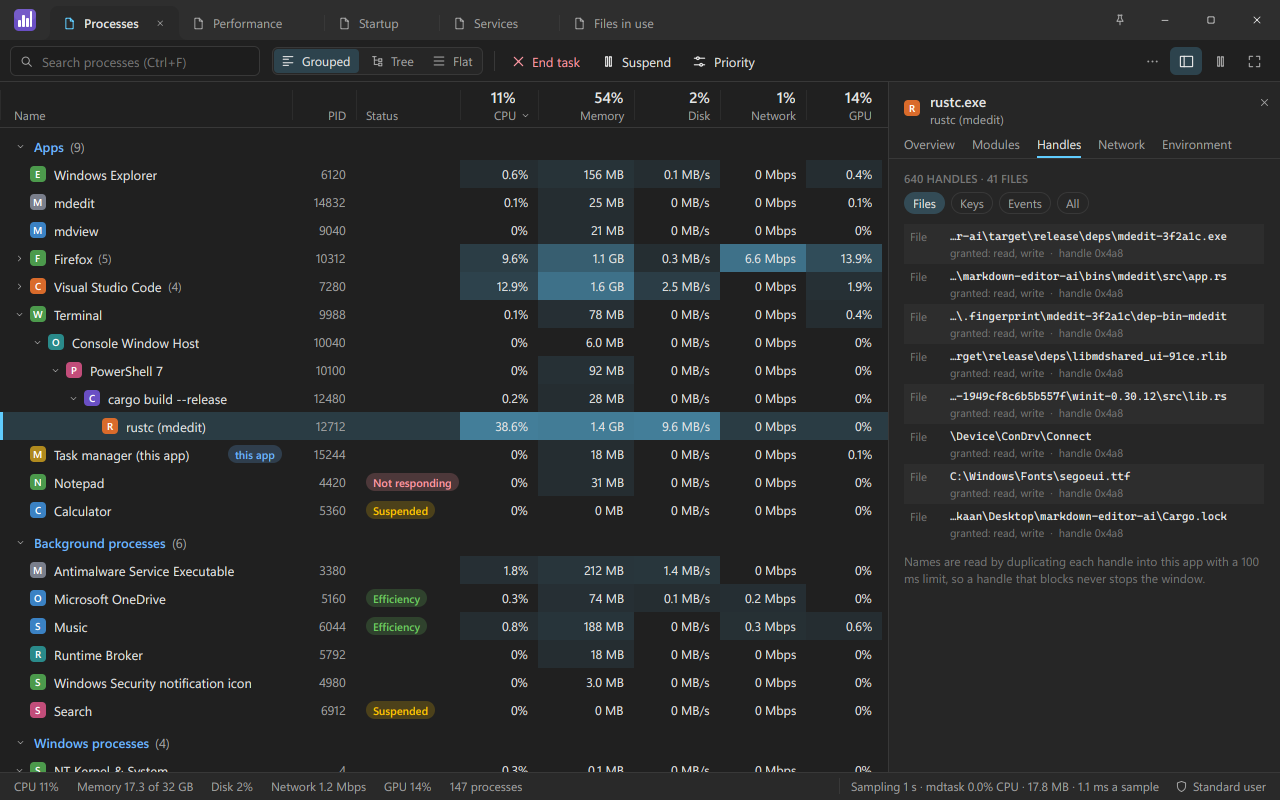 Processes
Performance
Startup
Services
Files in use
Search processes (Ctrl+F)
Grouped
Tree
Flat
End task
Suspend
Priority
Name PID Status 11% CPU 54% Memory 2% Disk 1% Network 14% GPU
Apps (9)
E Windows Explorer 6120 0.6% 156 MB 0.1 MB/s 0 Mbps 0.4%
M mdedit 14832 0.1% 25 MB 0 MB/s 0 Mbps 0.1%
M mdview 9040 0% 21 MB 0 MB/s 0 Mbps 0%
F Firefox (5) 10312 9.6% 1.1 GB 0.3 MB/s 6.6 Mbps 13.9%
C Visual Studio Code (4) 7280 12.9% 1.6 GB 2.5 MB/s 0 Mbps 1.9%
W Terminal 9988 0.1% 78 MB 0 MB/s 0 Mbps 0.4%
O Console Window Host 10040 0% 6.0 MB 0 MB/s 0 Mbps 0%
P PowerShell 7 10100 0% 92 MB 0 MB/s 0 Mbps 0%
C cargo build --release 12480 0.2% 28 MB 0 MB/s 0 Mbps 0%
R rustc (mdedit) 12712 38.6% 1.4 GB 9.6 MB/s 0 Mbps 0%
M Task manager (this app) this app 15244 0% 18 MB 0 MB/s 0 Mbps 0.1%
N Notepad 4420 Not responding 0% 31 MB 0 MB/s 0 Mbps 0%
C Calculator 5360 Suspended 0% 0 MB 0 MB/s 0 Mbps 0%
Background processes (6)
M Antimalware Service Executable 3380 1.8% 212 MB 1.4 MB/s 0 Mbps 0%
O Microsoft OneDrive 5160 Efficiency 0.3% 74 MB 0.1 MB/s 0.2 Mbps 0%
S Music 6044 Efficiency 0.8% 188 MB 0 MB/s 0.3 Mbps 0.6%
R Runtime Broker 5792 0% 18 MB 0 MB/s 0 Mbps 0%
S Windows Security notification icon 4980 0% 3.0 MB 0 MB/s 0 Mbps 0%
S Search 6912 Suspended 0% 0 MB 0 MB/s 0 Mbps 0%
Windows processes (4)
S NT Kernel & System 4 0.3% 0.1 MB 0 MB/s 0 Mbps 0%
R rustc.exe
rustc (mdedit)
Overview Modules Handles Network Environment
640 HANDLES · 41 FILES
Files Keys Events All
File …r-ai\target\release\deps\mdedit-3f2a1c.exe
granted: read, write · handle 0x4a8
File …\markdown-editor-ai\bins\mdedit\src\app.rs
granted: read, write · handle 0x4a8
File …\.fingerprint\mdedit-3f2a1c\dep-bin-mdedit
granted: read, write · handle 0x4a8
File …rget\release\deps\libmdshared_ui-91ce.rlib
granted: read, write · handle 0x4a8
File …-1949cf8c6b5b557f\winit-0.30.12\src\lib.rs
granted: read, write · handle 0x4a8
File \Device\ConDrv\Connect
granted: read, write · handle 0x4a8
File C:\Windows\Fonts\segoeui.ttf
granted: read, write · handle 0x4a8
File …kaan\Desktop\markdown-editor-ai\Cargo.lock
granted: read, write · handle 0x4a8
Names are read by duplicating each handle into this app with a 100
ms limit, so a handle that blocks never stops the window.
CPU 11% Memory 17.3 of 32 GB Disk 2% Network 1.2 Mbps GPU 14% 147 processes
Sampling 1 s · mdtask 0.0% CPU · 17.8 MB · 1.1 ms a sample Standard user